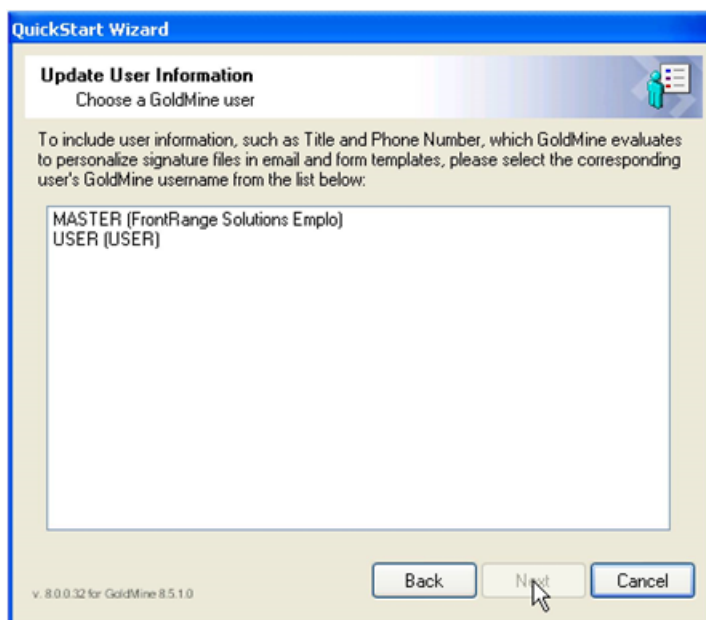 QuickStart Wizard
Update User Information
Choose a GoldMine user
To include user information, such as Title and Phone Number, which GoldMine evaluates
to personalize signature files in email and form templates, please select the corresponding
user's GoldMine username from the list below:
MASTER (FrontRange Solutions Emplo)
USER (USER)
v. 8.0.0.32 for GoldMine 8.5.1.0
Back
Next
Cancel